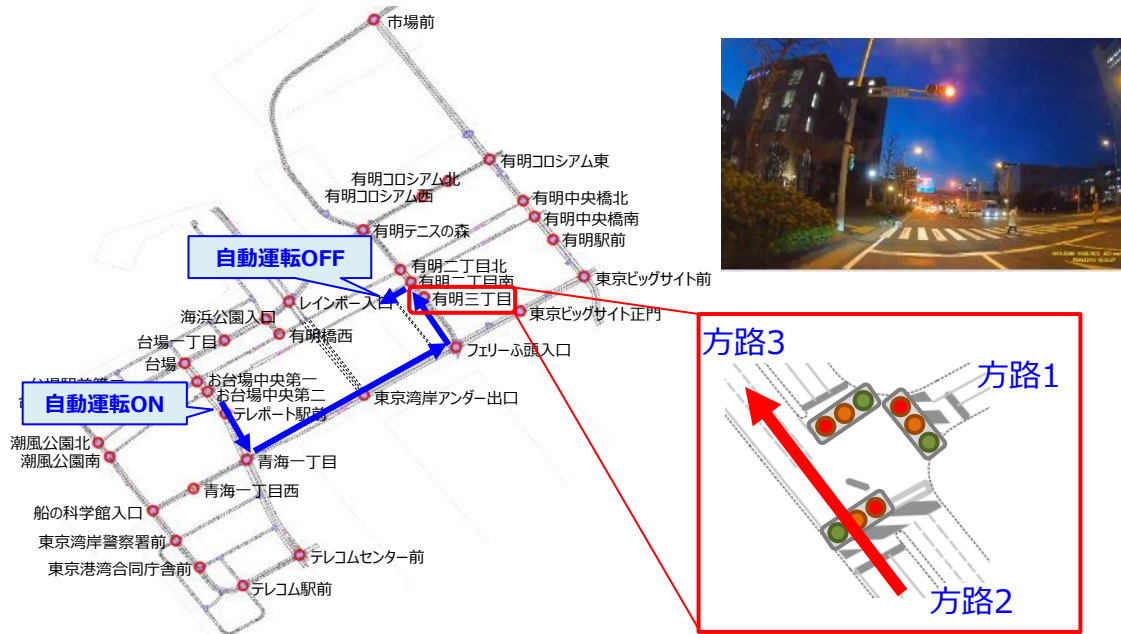 市場前
有明コロシアム東
有明コロシアム北
有明コロシアム西
有明中央橋北
有明中央橋南
有明テニスの森
有明駅前
自動運転OFF
有明二丁目北
有明二丁目南
東京ビッグサイト前
有明三丁目
レインボー入口
東京ビッグサイト正門
海浜公園入口
有明橋西
台場一丁目
フェリーふ頭入口
台場
お台場中央第一
お台場中央第二
東京湾岸アンダー出口
自動運転ON
テレポート駅前
潮風公園北
潮風公園南
青海一丁目
青海一丁目西
船の科学館入口
東京湾岸警察署前
テレコムセンター前
東京港湾合同庁舎前
テレコム駅前
方路3
方路1
方路2